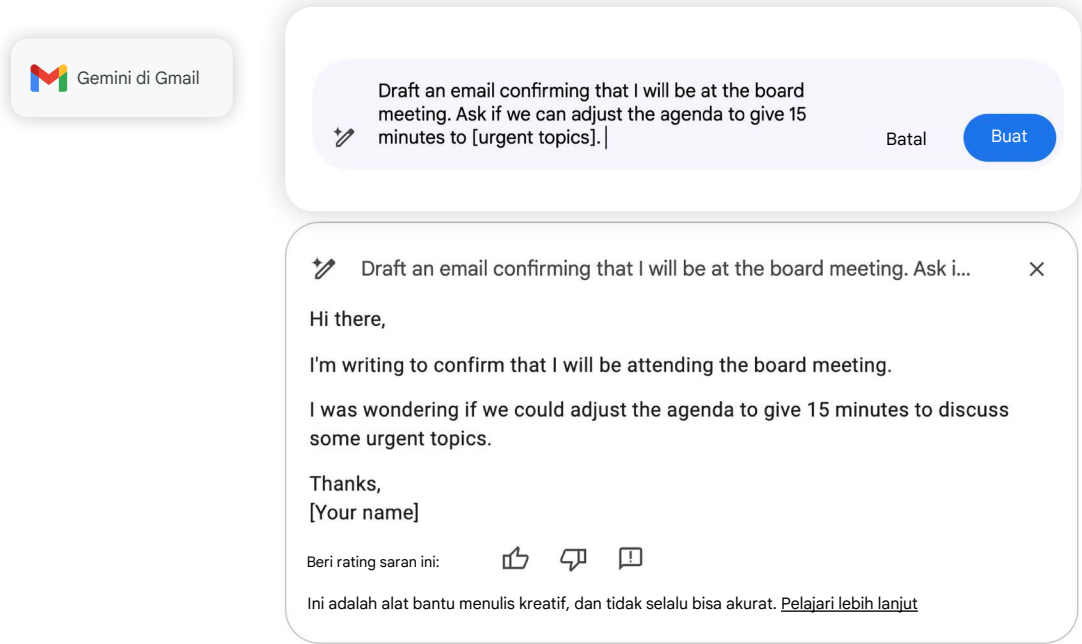 Gemini di Gmail
Draft an email confirming that I will be at the board
meeting. Ask if we can adjust the agenda to give 15
minutes to [urgent topics].
Batal
Buat
Draft an email confirming that I will be at the board meeting. Ask i...
Hi there,
I'm writing to confirm that I will be attending the board meeting.
I was wondering if we could adjust the agenda to give 15 minutes to discuss
some urgent topics.
Thanks,
[Your name]
Beri rating saran ini:
Ini adalah alat bantu menulis kreatif, dan tidak selalu bisa akurat. Pelajari lebih lanjut